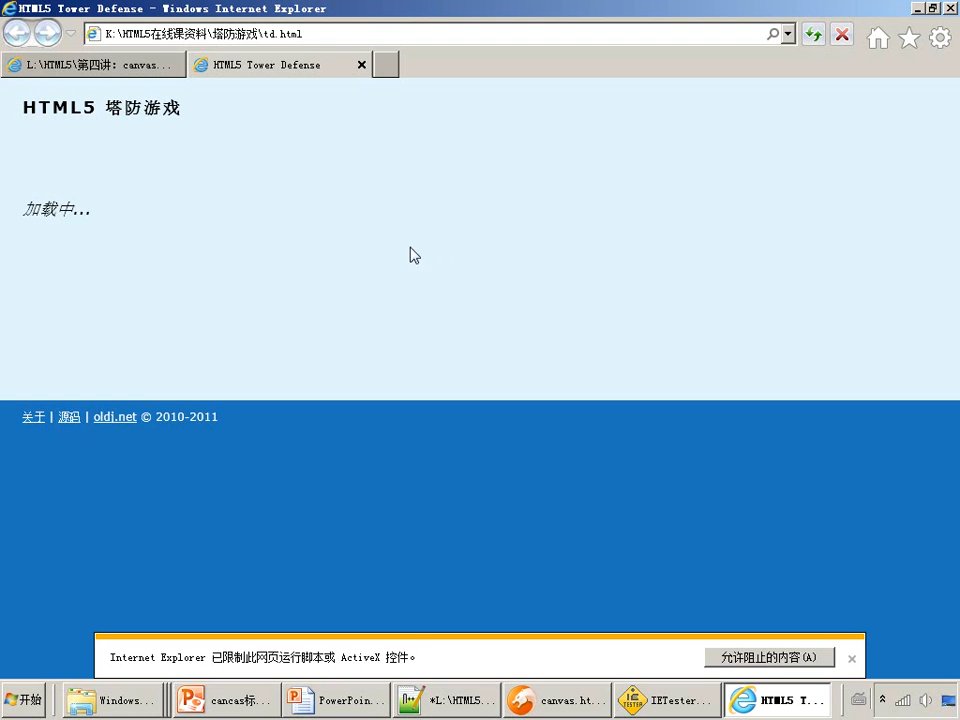 HTML5 Tower Defense - Windows Internet Explorer
K:\HTML5在线课资料\塔防游戏\td.html
L:\HTML5\第四讲：canvas...
HTML5 Tower Defense
HTML5 塔防游戏
加载中...
关于 | 源码 | oldj.net © 2010-2011
Internet Explorer 已限制此网页运行脚本或 ActiveX 控件。
允许阻止的内容(A)
开始
Windows...
cancas标...
PowerPoin...
*L:\HTML5...
canvas.ht...
IETester...
HTML5 T...